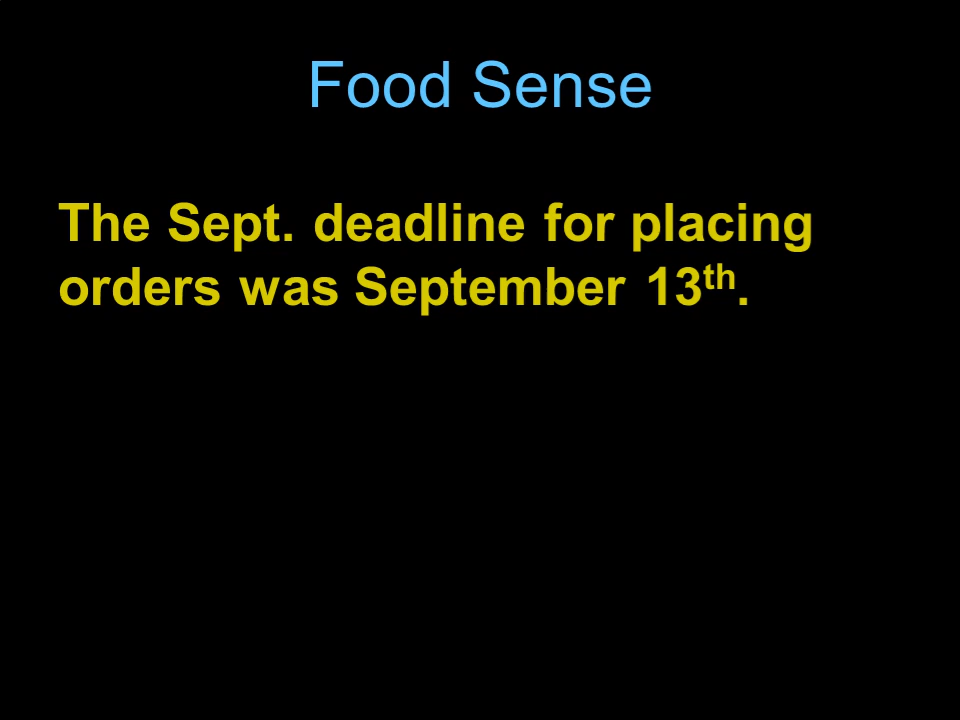 Food Sense
The Sept. deadline for placing
orders was September 13th.